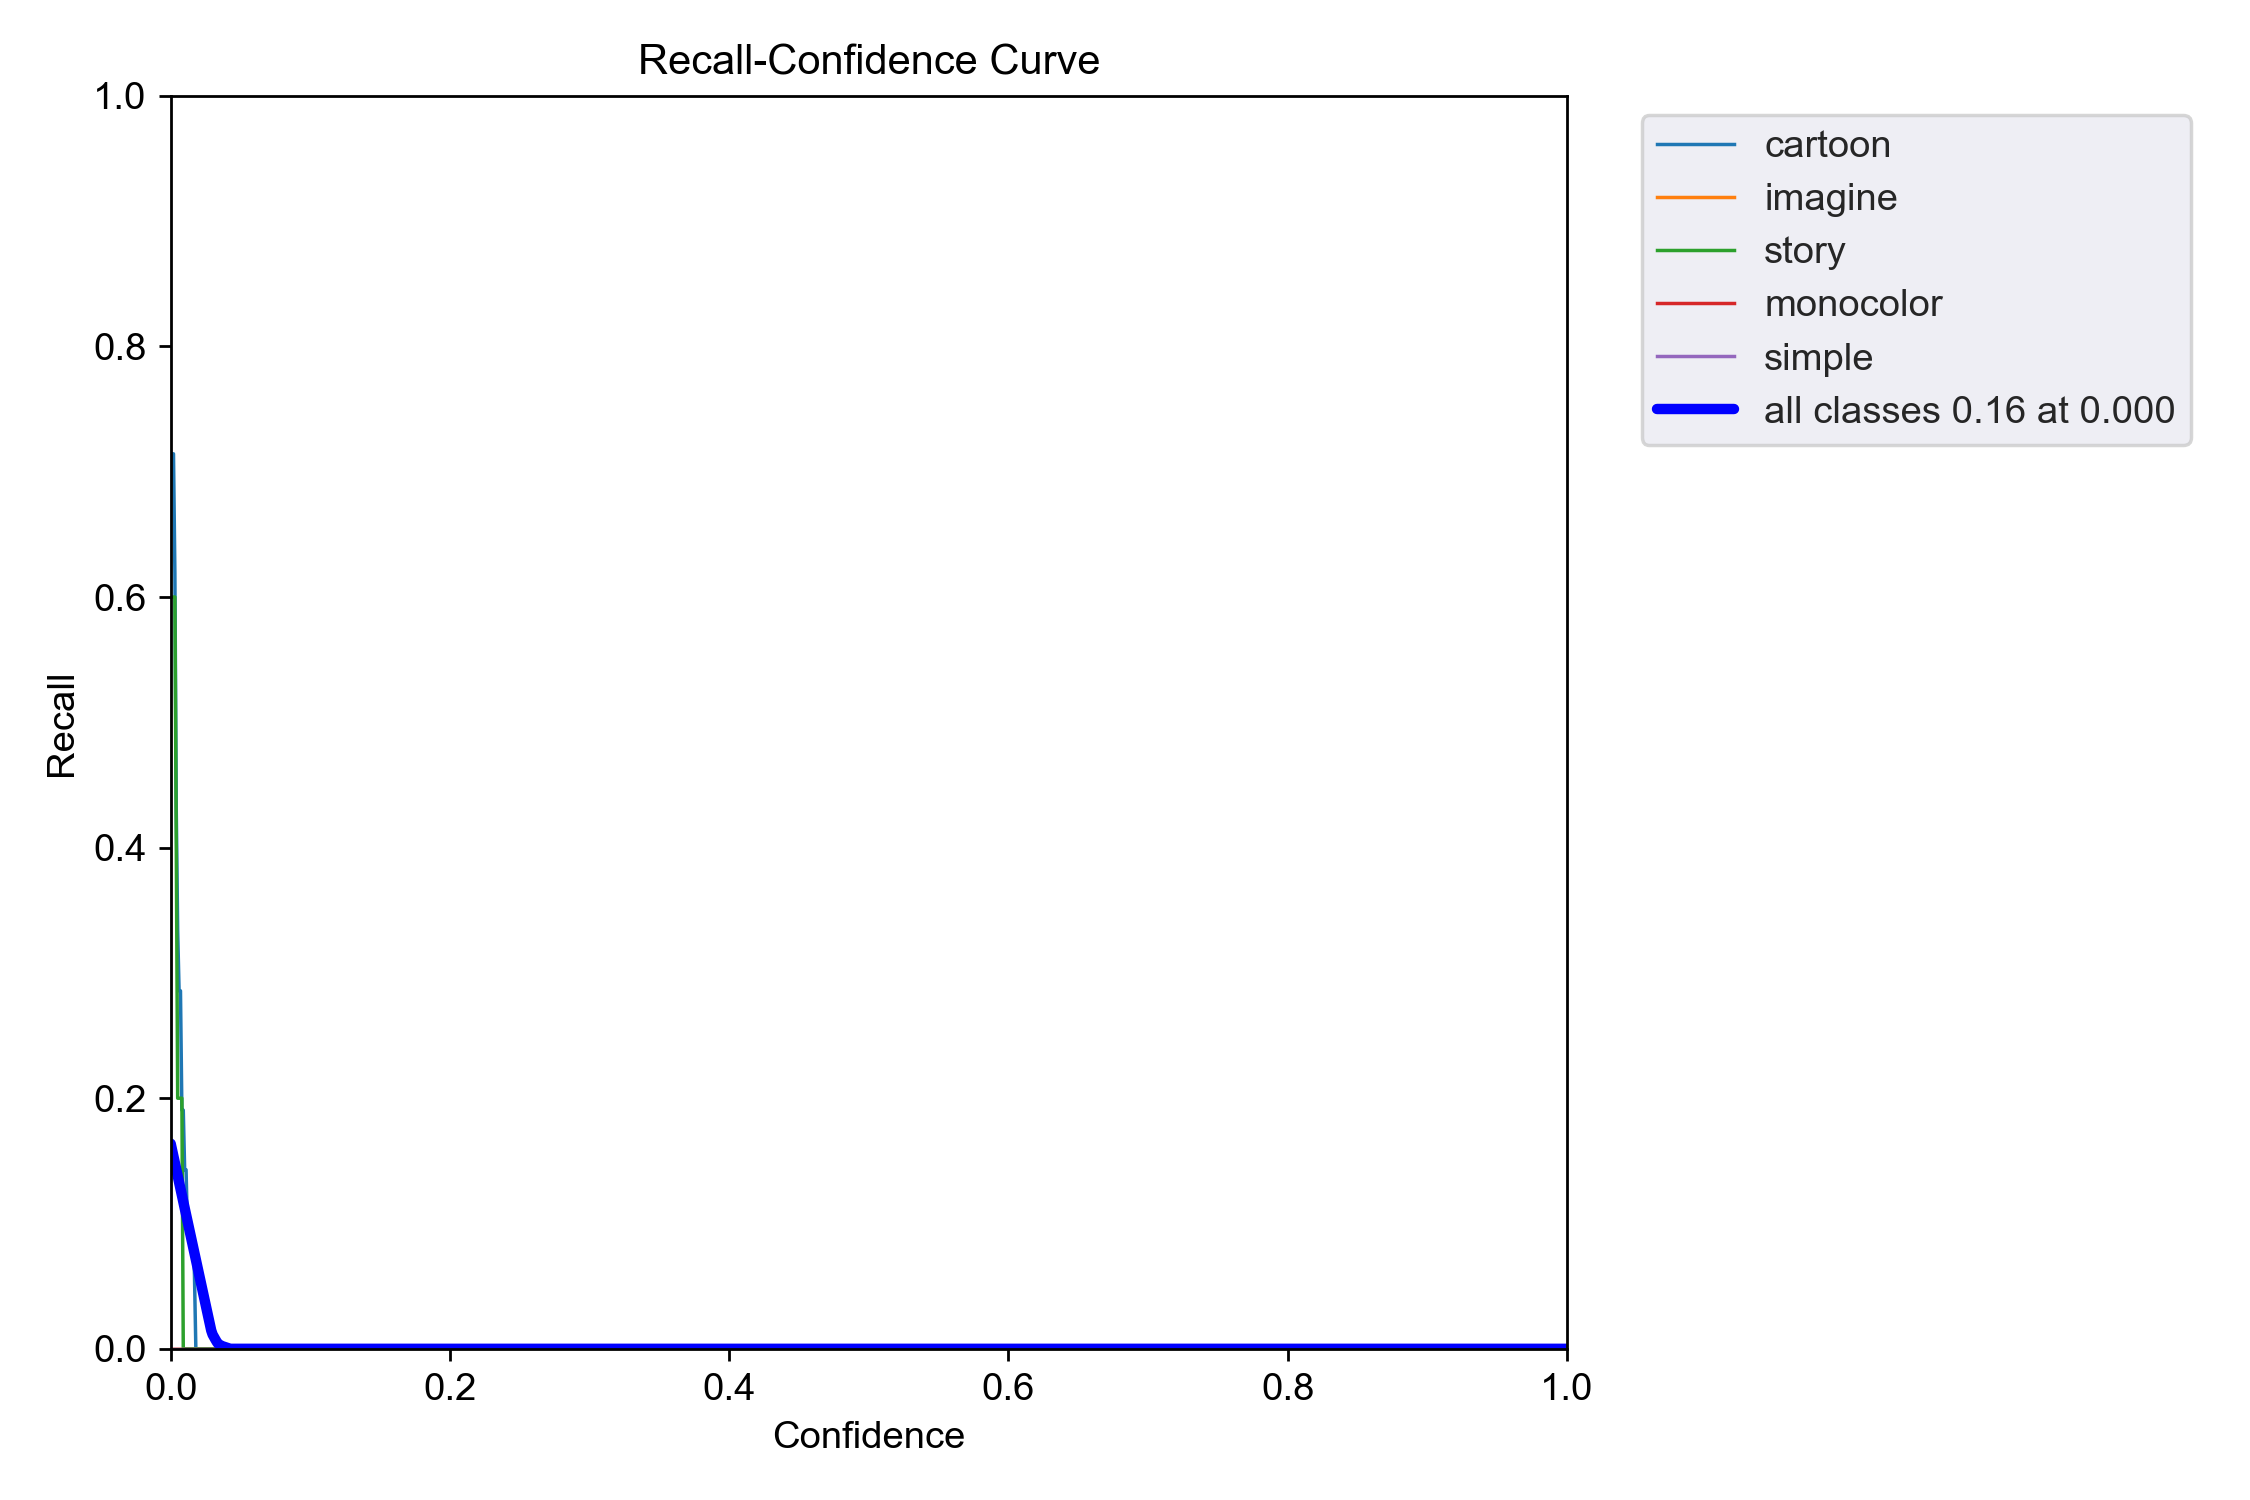 Recall-Confidence Curve
1.0
0.8
0.6
0.4
0.2
0.0
Recall
0.0 0.2 0.4 0.6 0.8 1.0
Confidence
cartoon
imagine
story
monocolor
simple
all classes 0.16 at 0.000